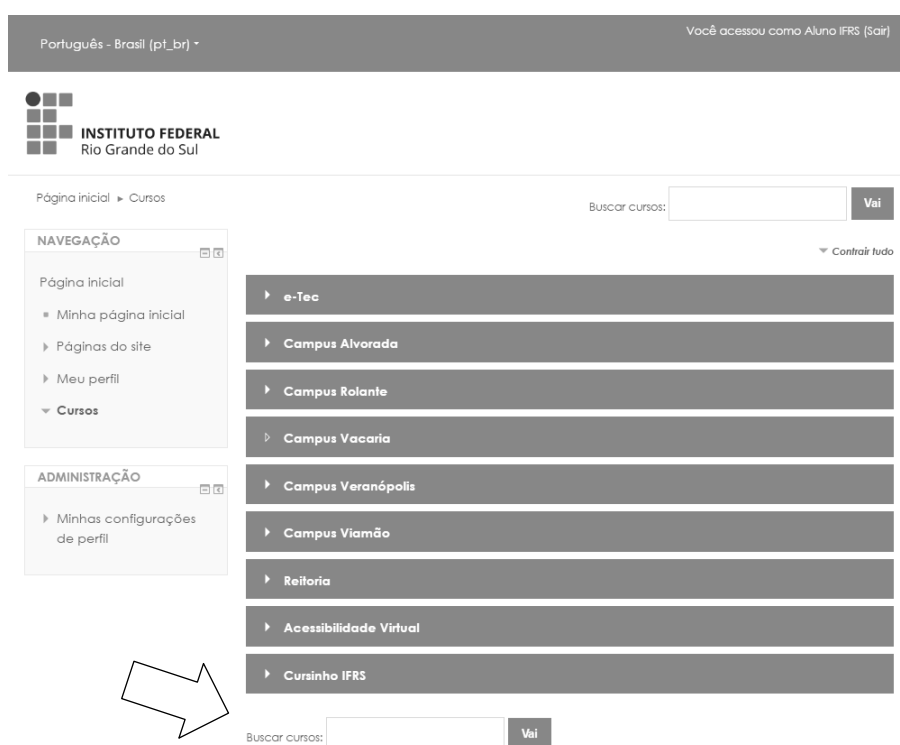 Português - Brasil (pt_br)
Você acessou como Aluno IFRS (Sair)
INSTITUTO FEDERAL
Rio Grande do Sul
Página inicial ► Cursos
Buscar cursos:
Vai
NAVEGAÇÃO
Contrair tudo
Página inicial
Minha página inicial
Páginas do site
Meu perfil
Cursos
ADMINISTRAÇÃO
Minhas configurações
de perfil
e-Tec
Campus Alvorada
Campus Rolante
Campus Vacaria
Campus Veranópolis
Campus Viamão
Reitoria
Acessibilidade Virtual
Cursinho IFRS
Buscar cursos:
Vai